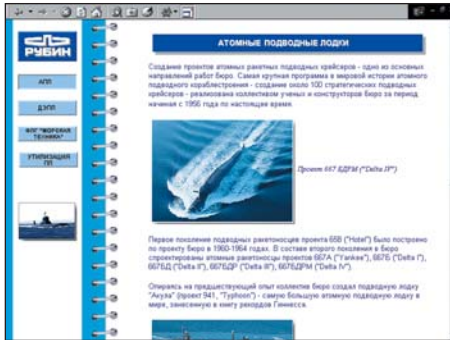 РУБИН
АПЛ
ДЭПЛ
ФПГ "МОРСКАЯ
ТЕХНИКА"
УТИЛИЗАЦИЯ
ПЛ
АТОМНЫЕ ПОДВОДНЫЕ ЛОДКИ
Создание проектов атомных ракетных подводных крейсеров - одно из основных
направлений работ бюро. Самая крупная программа в мировой истории атомного
подводного кораблестроения - создание около 100 стратегических подводных
крейсеров - реализована коллективом ученых и конструкторов Бюро за период
начиная с 1956 года по настоящее время.
Проект 667 БДРМ ("Delta IV")
Первое поколение подводных ракетоносцев проекта 658 ("Hotel") было построено
по проекту бюро в 1960-1964 годах. В составе второго поколения в бюро
спроектированы атомные ракетоносцы проектов 667А ("Yankee"), 667Б ("Delta I"),
667БД ("Delta II"), 667БДР ("Delta III"), 667БДРМ ("Delta IV").
Опираясь на предшествующий опыт коллектив бюро создал подводную лодку
"Акула" (проект 941, "Typhoon") - самую большую атомную подводную лодку в
мире, занесенную в книгу рекордов Гиннесса.